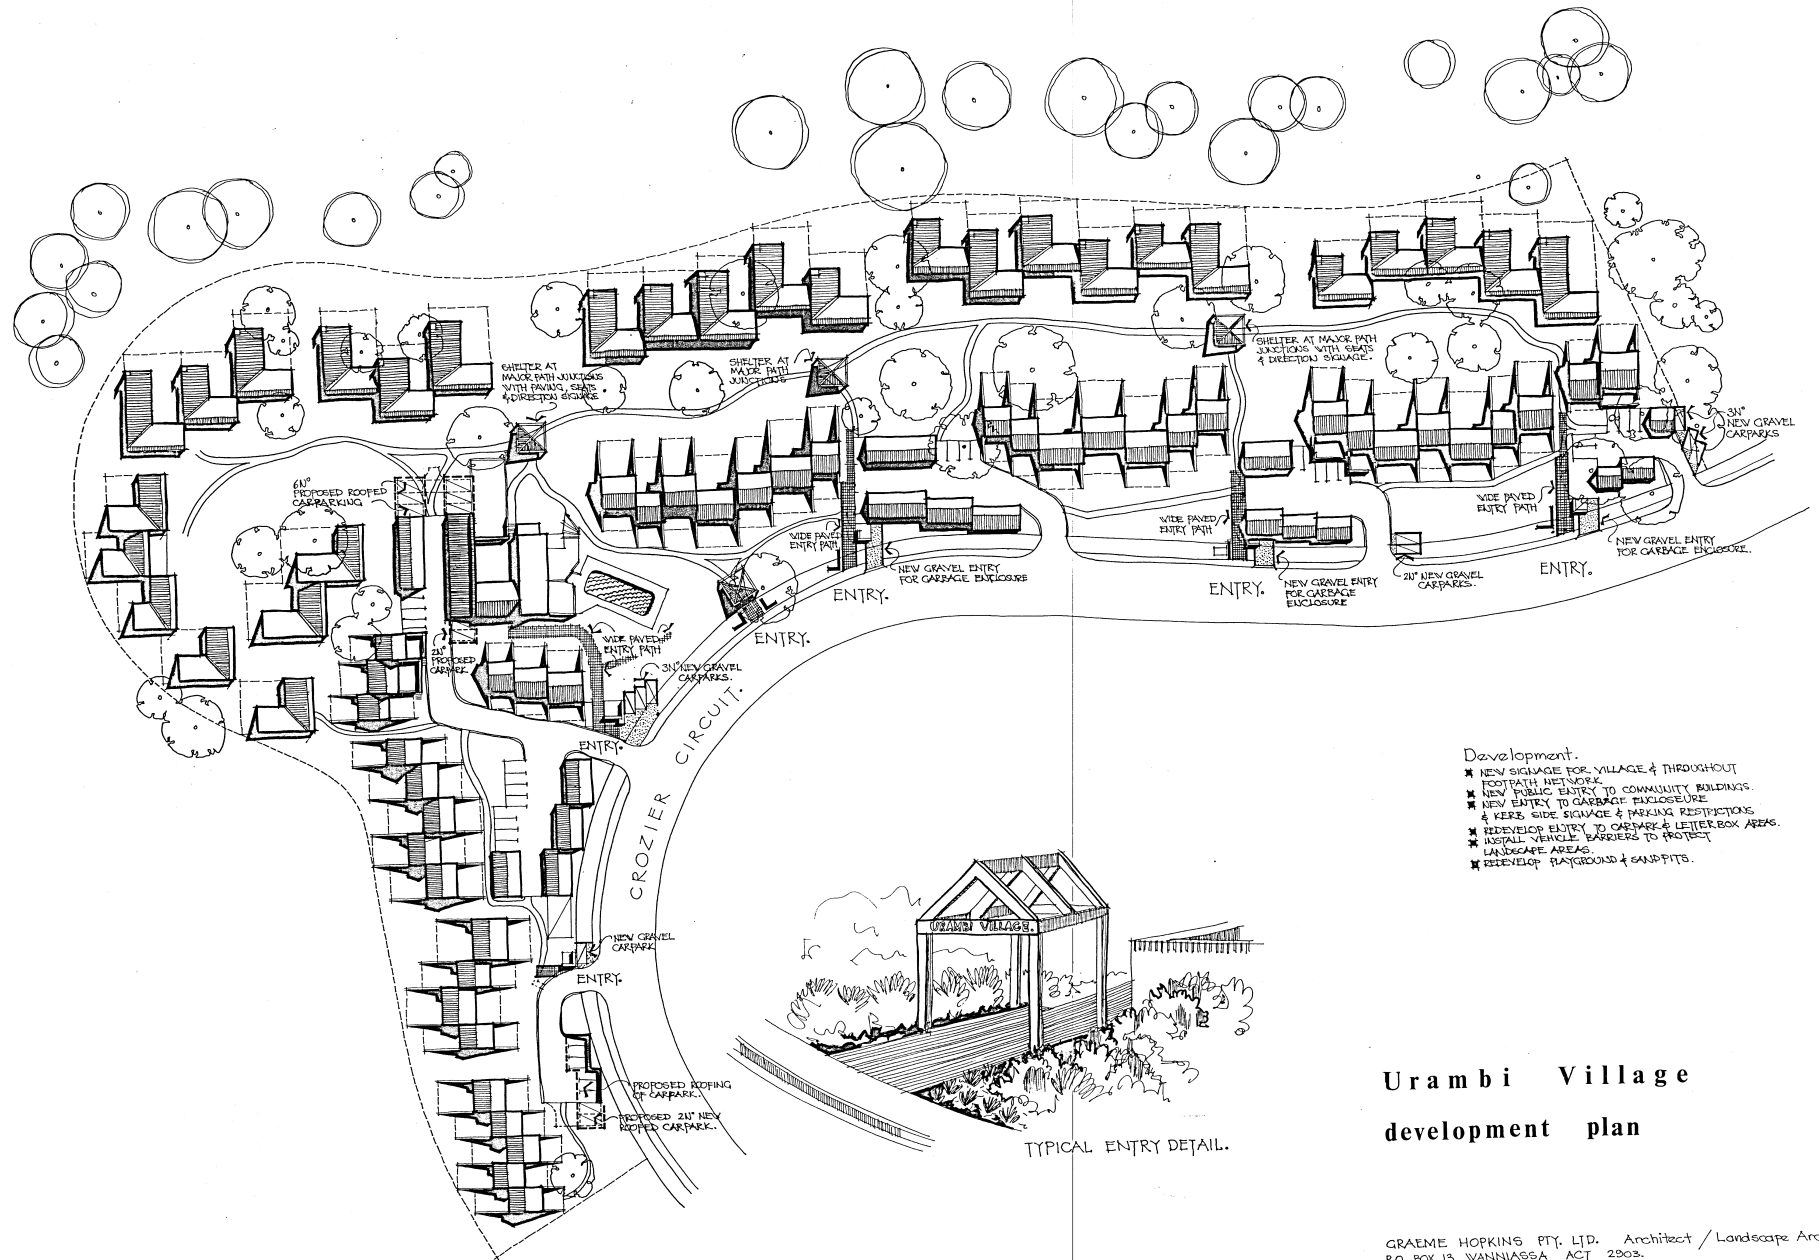 SHELTER AT
MAJOR PATH JUNCTIONS
WITH PAVING, SEATS
& DIRECTION SIGNAGE
SHELTER AT
MAJOR PATH
JUNCTIONS
SHELTER AT MAJOR PATH
JUNCTIONS WITH SEATS
& DIRECTION SIGNAGE.
3Nº
NEW GRAVEL
CARPARKS
6Nº
PROPOSED ROOFED
CARPARKING
WIDE PAVED
ENTRY PATH
WIDE PAVED
ENTRY PATH
WIDE PAVED
ENTRY PATH
NEW GRAVEL ENTRY
FOR GARBAGE ENCLOSURE
ENTRY.
ENTRY.
NEW GRAVEL ENTRY
FOR GARBAGE
ENCLOSURE
2Nº NEW GRAVEL
CARPARKS.
ENTRY.
NEW GRAVEL ENTRY
FOR GARBAGE ENCLOSURE.
ENTRY.
WIDE PAVED
ENTRY PATH
2Nº
PROPOSED
CARPARK
3Nº NEW GRAVEL
CARPARKS.
ENTRY.
CROZIER CIRCUIT.
NEW GRAVEL
CARPARK
ENTRY.
PROPOSED ROOFING
OF CARPARK.
PROPOSED 2Nº NEW
ROOFED CARPARK.
URAMBI VILLAGE.
TYPICAL ENTRY DETAIL.
Development.
* NEW SIGNAGE FOR VILLAGE & THROUGHOUT
FOOTPATH NETWORK
* NEW PUBLIC ENTRY TO COMMUNITY BUILDINGS.
* NEW ENTRY TO GARBAGE ENCLOSEURE
& KERB SIDE SIGNAGE & PARKING RESTRICTIONS
* REDEVELOP ENTRY TO CARPARK & LETTERBOX AREAS.
* INSTALL VEHICLE BARRIERS TO PROTECT
LANDSCAPE AREAS.
* REDEVELOP PLAYGROUND & SANDPITS.
Urambi Village
development plan
GRAEME HOPKINS PTY. LTD. Architect / Landscape Arc
P.O. BOX 13 WANNIASSA ACT 2903.